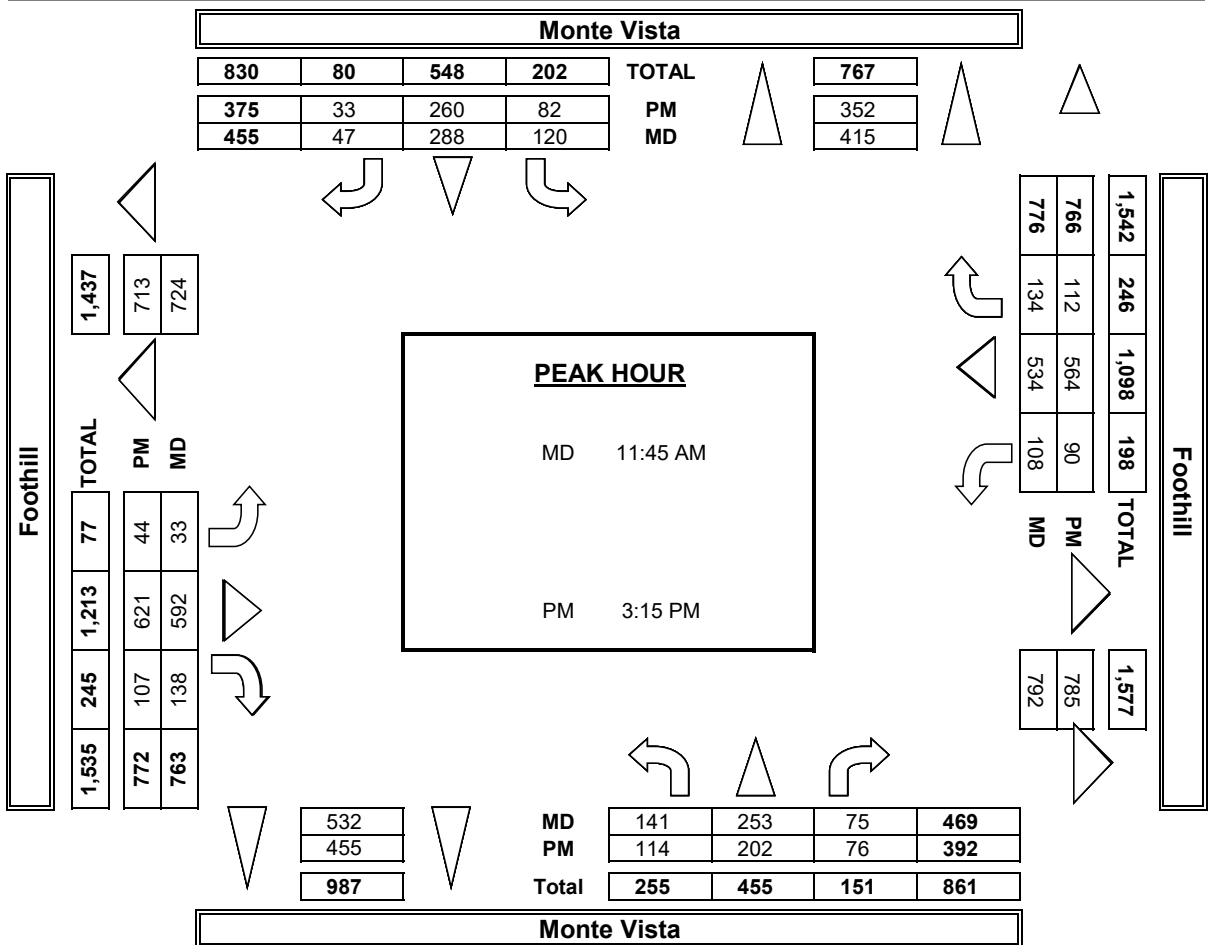 Monte Vista
830 80 548 202 TOTAL 767
375 33 260 82 PM 352
455 47 288 120 MD 415
Foothill
1,437
713
724
TOTAL
PM
MD
77 1,213 245 1,535
44 621 107 772
33 592 138 763
PEAK HOUR
MD 11:45 AM
PM 3:15 PM
1,542 246 1,098 198 TOTAL
766 112 564 90 PM
776 134 534 108 MD
1,577
785
792
Foothill
532 MD 141 253 75 469
455 PM 114 202 76 392
987 Total 255 455 151 861
Monte Vista